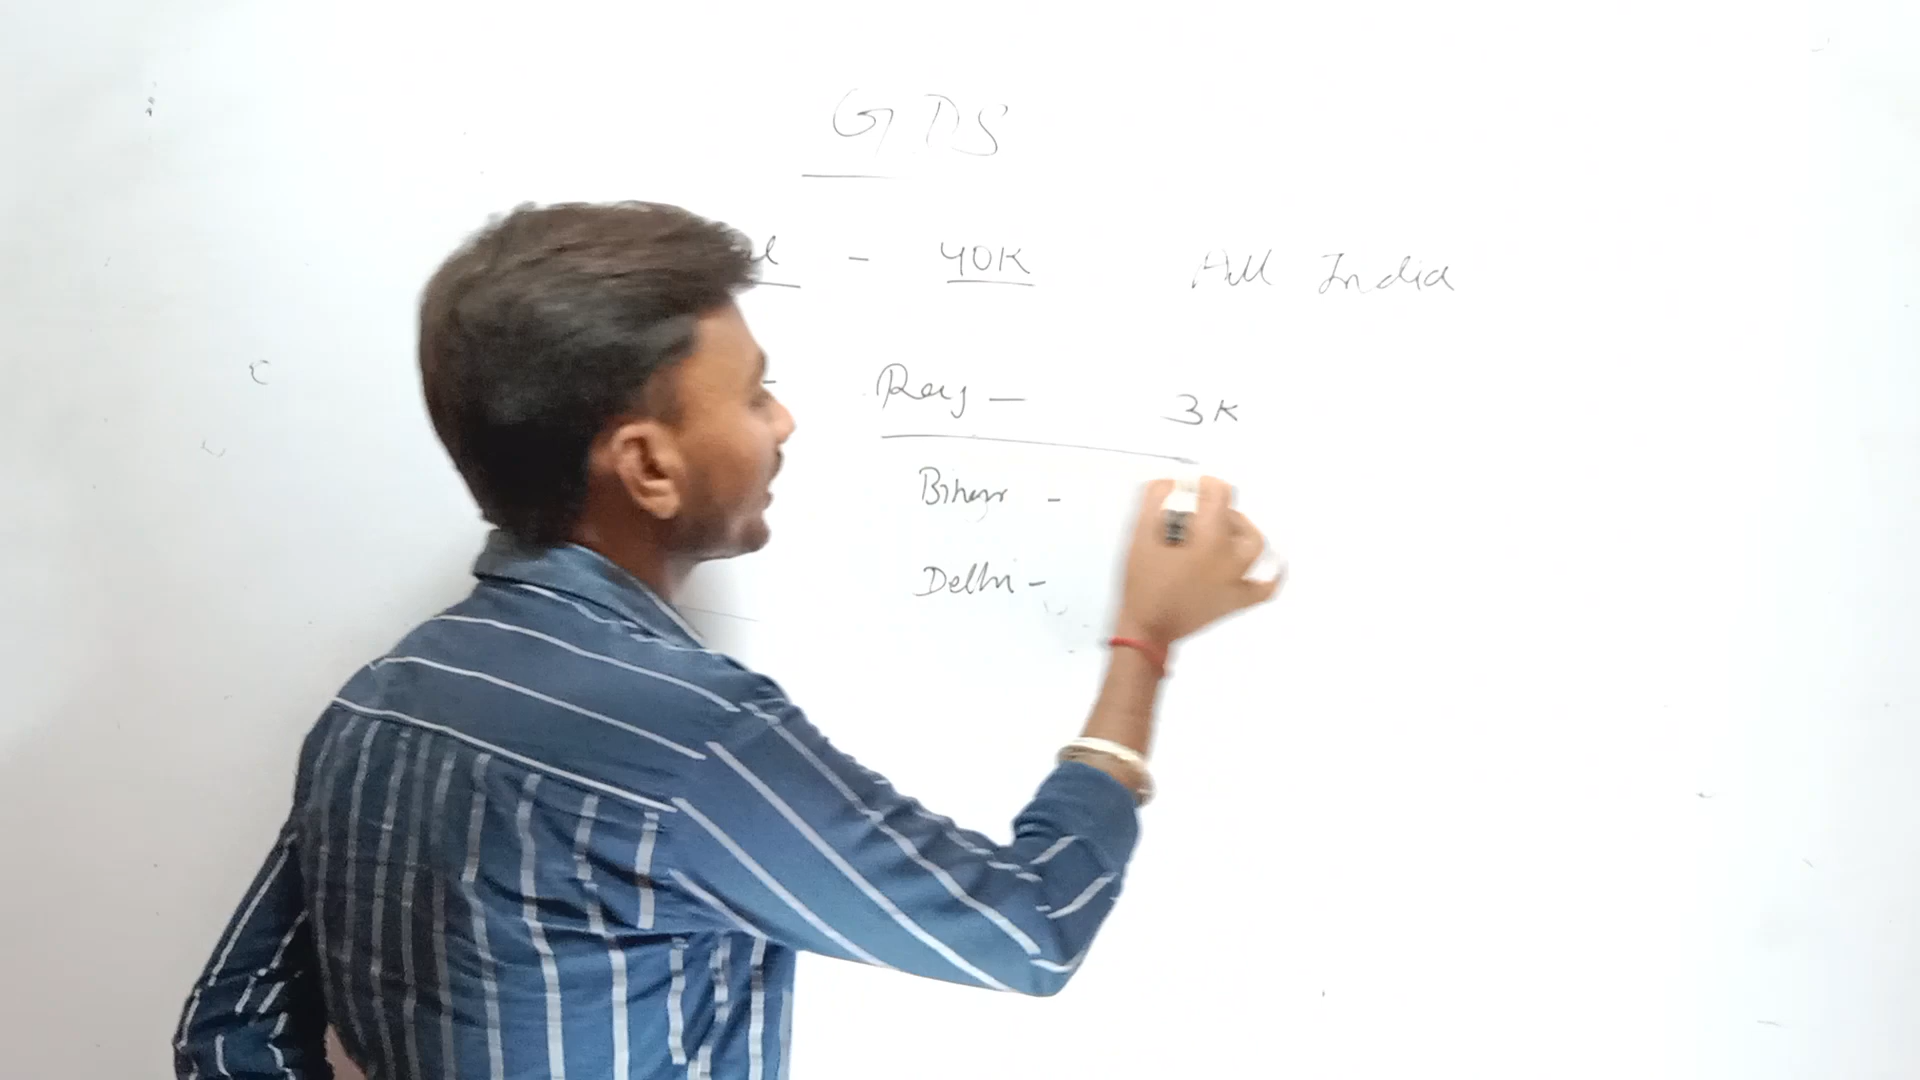 GDS
- 40K All India
Raj - 3K
Bihar -
Delhi -